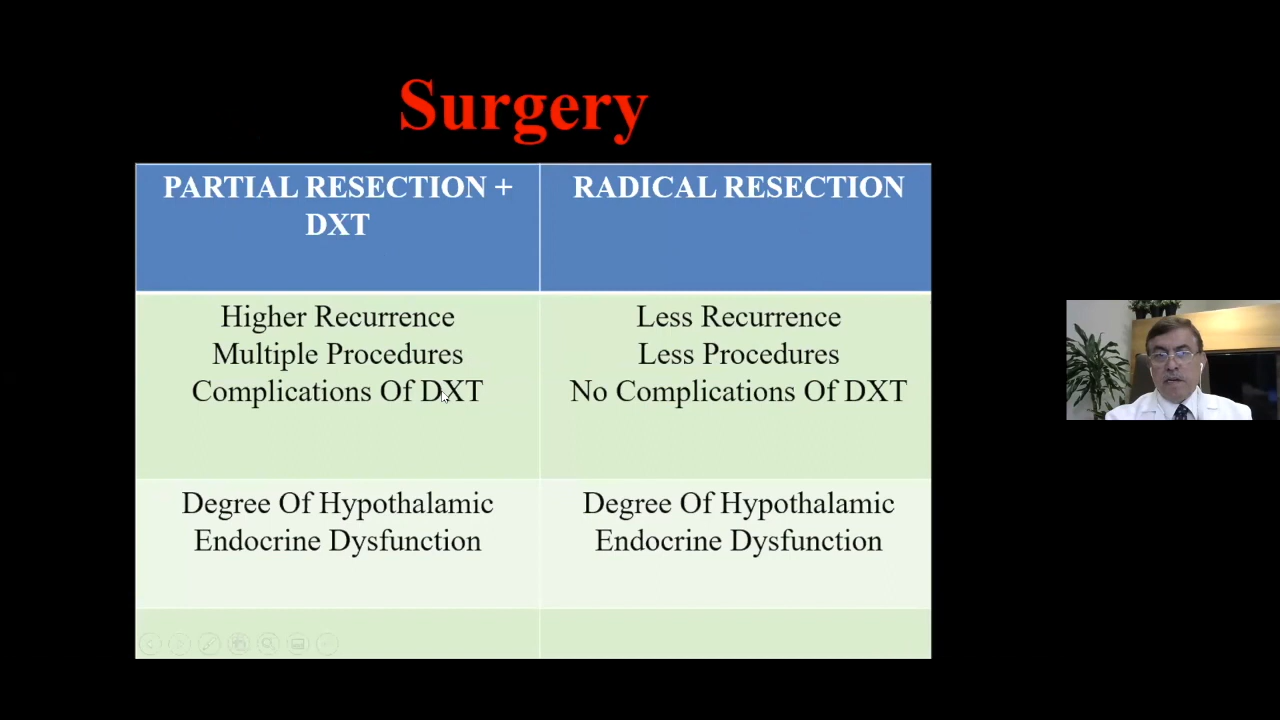 Surgery
PARTIAL RESECTION +
DXT
RADICAL RESECTION
Higher Recurrence
Multiple Procedures
Complications Of DXT
Less Recurrence
Less Procedures
No Complications Of DXT
Degree Of Hypothalamic
Endocrine Dysfunction
Degree Of Hypothalamic
Endocrine Dysfunction